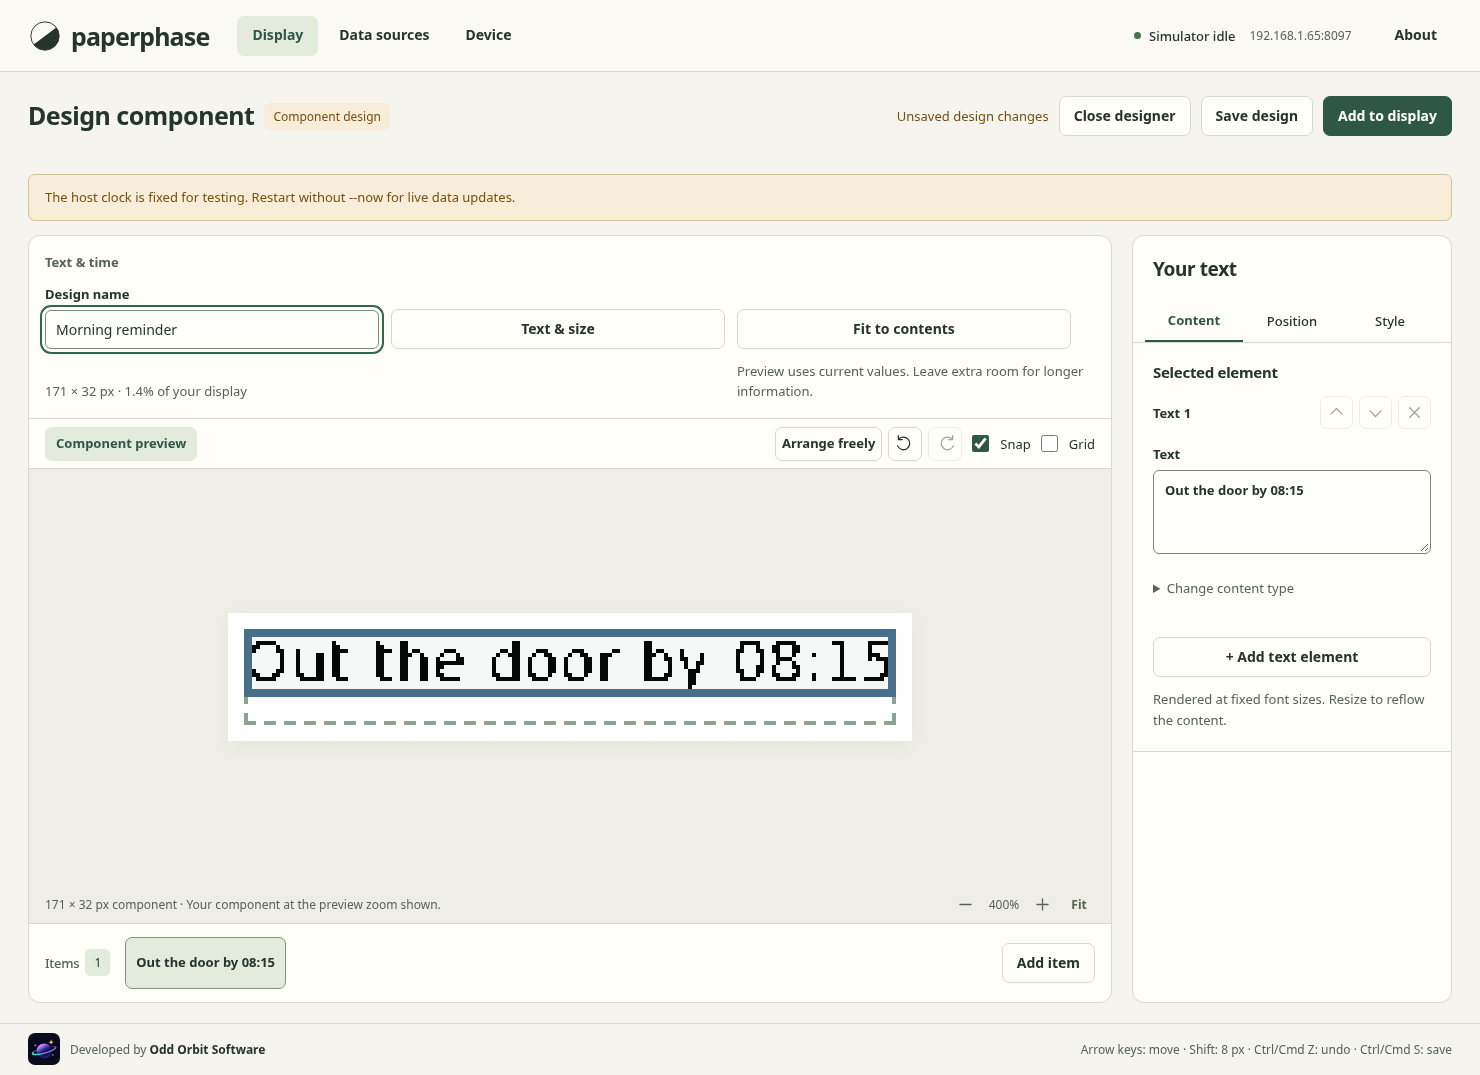 paperphase
Display
Data sources
Device
Simulator idle
192.168.1.65:8097
About
Design component
Component design
Unsaved design changes
Close designer
Save design
Add to display
The host clock is fixed for testing. Restart without --now for live data updates.
Text & time
Design name
Morning reminder
Text & size
Fit to contents
171 × 32 px · 1.4% of your display
Preview uses current values. Leave extra room for longer
information.
Component preview
Arrange freely
Snap
Grid
Out the door by 08:15
171 × 32 px component · Your component at the preview zoom shown.
400%
Fit
Items
1
Out the door by 08:15
Add item
Your text
Content
Position
Style
Selected element
Text 1
Text
Out the door by 08:15
Change content type
+ Add text element
Rendered at fixed font sizes. Resize to reflow
the content.
Developed by Odd Orbit Software
Arrow keys: move · Shift: 8 px · Ctrl/Cmd Z: undo · Ctrl/Cmd S: save